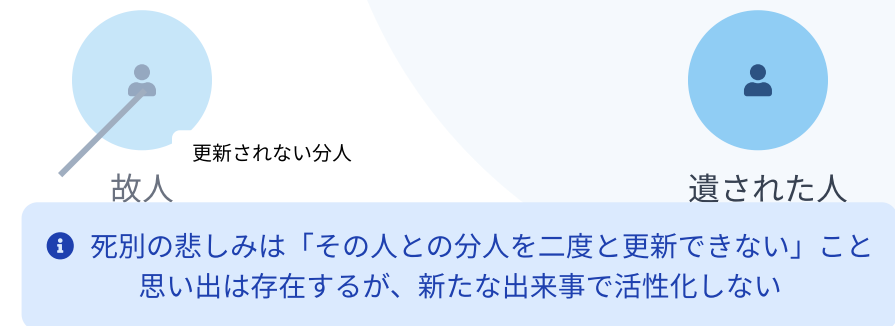 更新されない分人
故人
遺された人
死別の悲しみは「その人との分人を二度と更新できない」こと
思い出は存在するが、新たな出来事で活性化しない